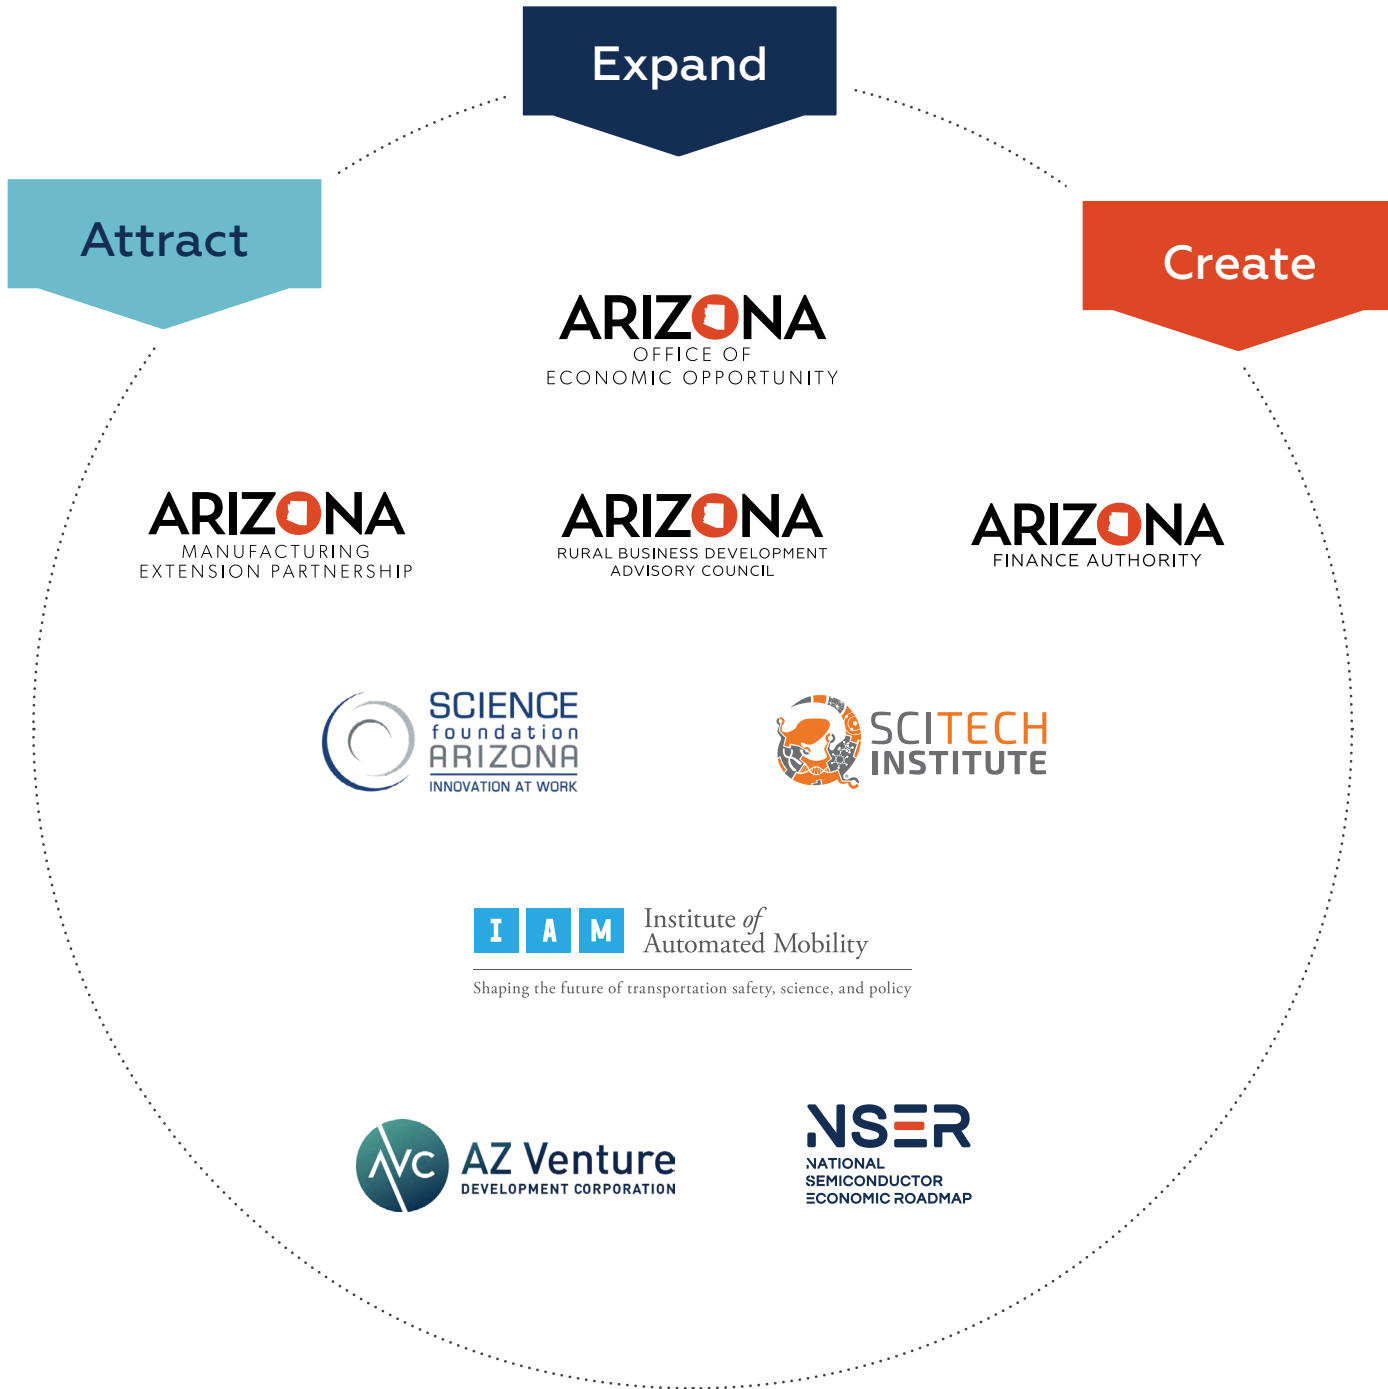 Expand
Attract
Create
ARIZONA
OFFICE OF
ECONOMIC OPPORTUNITY
ARIZONA
MANUFACTURING
EXTENSION PARTNERSHIP
ARIZONA
RURAL BUSINESS DEVELOPMENT
ADVISORY COUNCIL
ARIZONA
FINANCE AUTHORITY
SCIENCE
foundation
ARIZONA
INNOVATION AT WORK
SCITECH
INSTITUTE
I A M
Institute of
Automated Mobility
Shaping the future of transportation safety, science, and policy
AVC
AZ Venture
DEVELOPMENT CORPORATION
NSER
NATIONAL
SEMICONDUCTOR
ECONOMIC ROADMAP